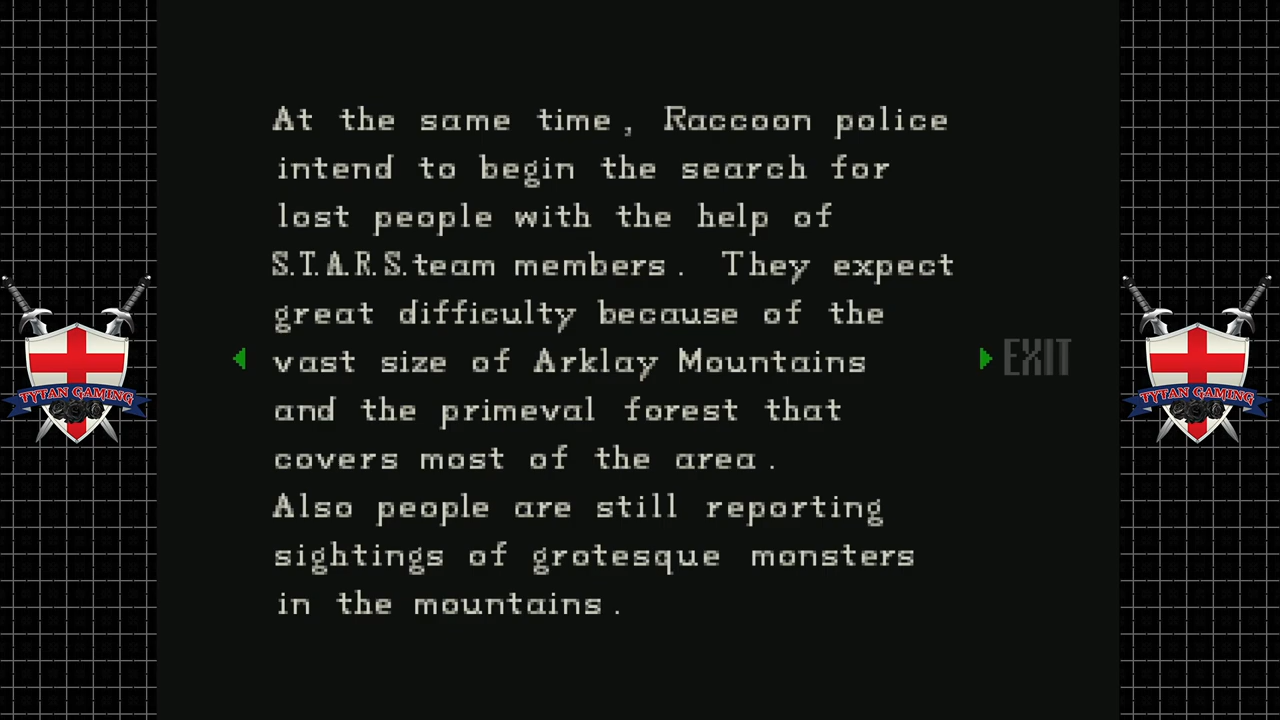 At the same time, Raccoon police
intend to begin the search for
lost people with the help of
S.T.A.R.S.team members. They expect
great difficulty because of the
vast size of Arklay Mountains
and the primeval forest that
covers most of the area.
Also people are still reporting
sightings of grotesque monsters
in the mountains.
EXIT
TYTAN GAMING
TYTAN GAMING